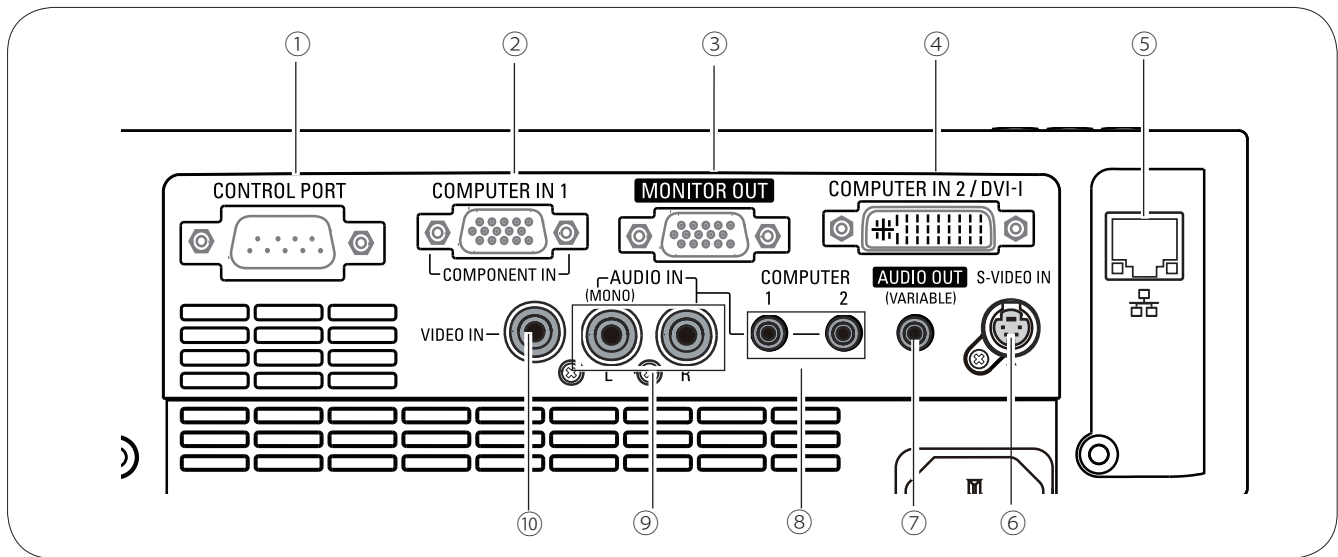 ① ② ③ ④ ⑤
CONTROL PORT
COMPUTER IN 1
MONITOR OUT
COMPUTER IN 2 / DVI-I
COMPONENT IN
AUDIO IN
(MONO)
COMPUTER
1 2
AUDIO OUT
(VARIABLE)
S-VIDEO IN
VIDEO IN
L R
⑩ ⑨ ⑧ ⑦ ⑥